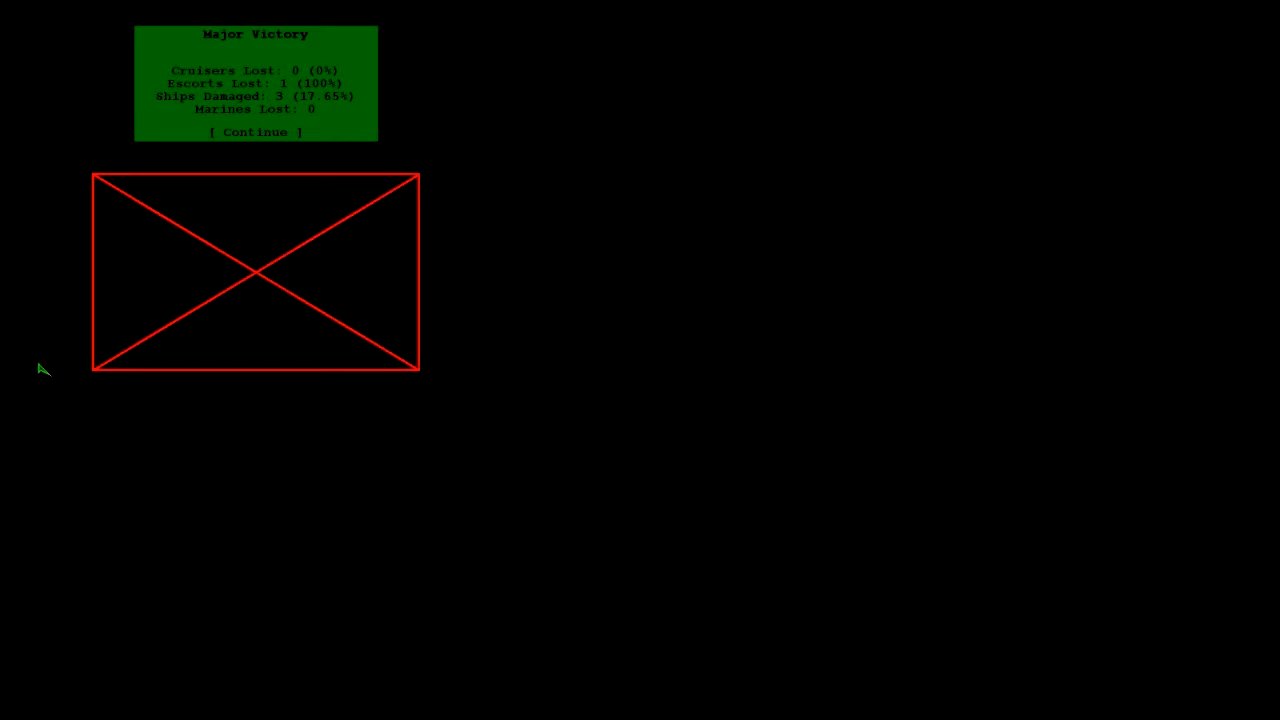 Major Victory
Cruisers Lost: 0 (0%)
Escorts Lost: 1 (100%)
Ships Damaged: 3 (17.65%)
Marines Lost: 0
[ Continue ]